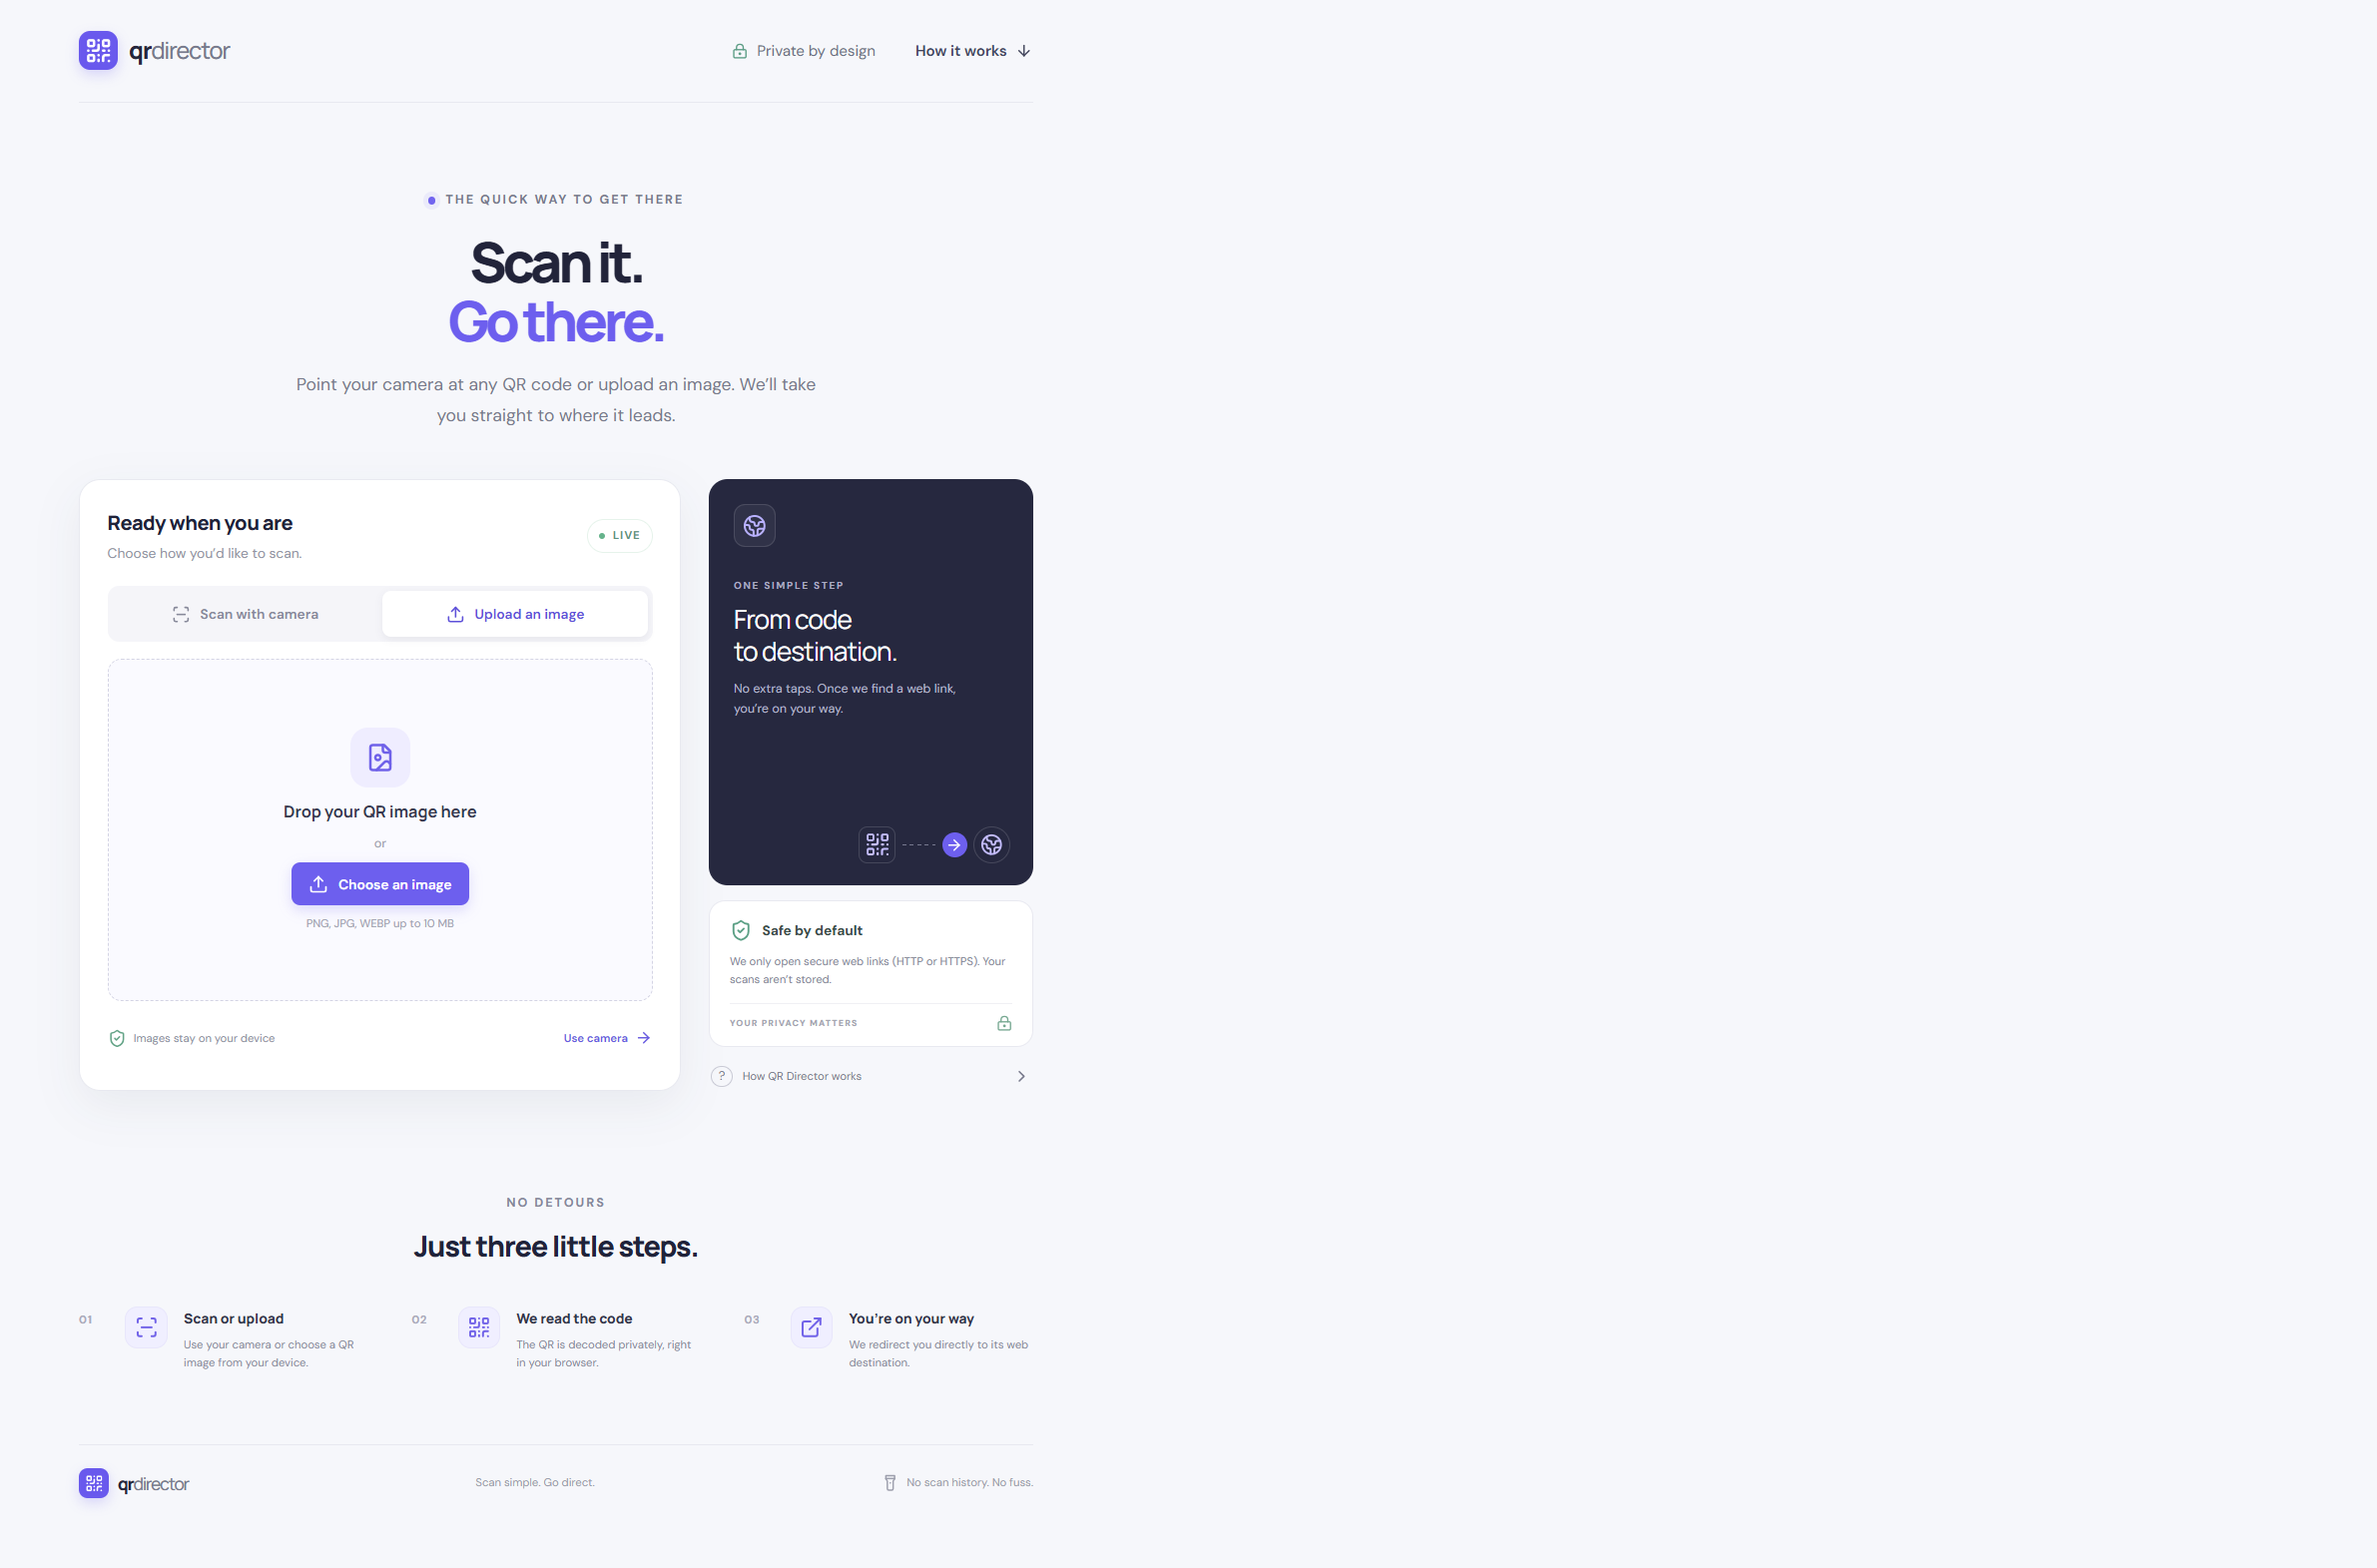 qrdirector
Private by design
How it works
THE QUICK WAY TO GET THERE
Scan it.
Go there.
Point your camera at any QR code or upload an image. We’ll take
you straight to where it leads.
Ready when you are
Choose how you’d like to scan.
LIVE
Scan with camera
Upload an image
Drop your QR image here
or
Choose an image
PNG, JPG, WEBP up to 10 MB
Images stay on your device
Use camera
ONE SIMPLE STEP
From code
to destination.
No extra taps. Once we find a web link,
you’re on your way.
Safe by default
We only open secure web links (HTTP or HTTPS). Your
scans aren’t stored.
YOUR PRIVACY MATTERS
?
How QR Director works
NO DETOURS
Just three little steps.
01
Scan or upload
Use your camera or choose a QR
image from your device.
02
We read the code
The QR is decoded privately, right
in your browser.
03
You’re on your way
We redirect you directly to its web
destination.
qrdirector
Scan simple. Go direct.
No scan history. No fuss.